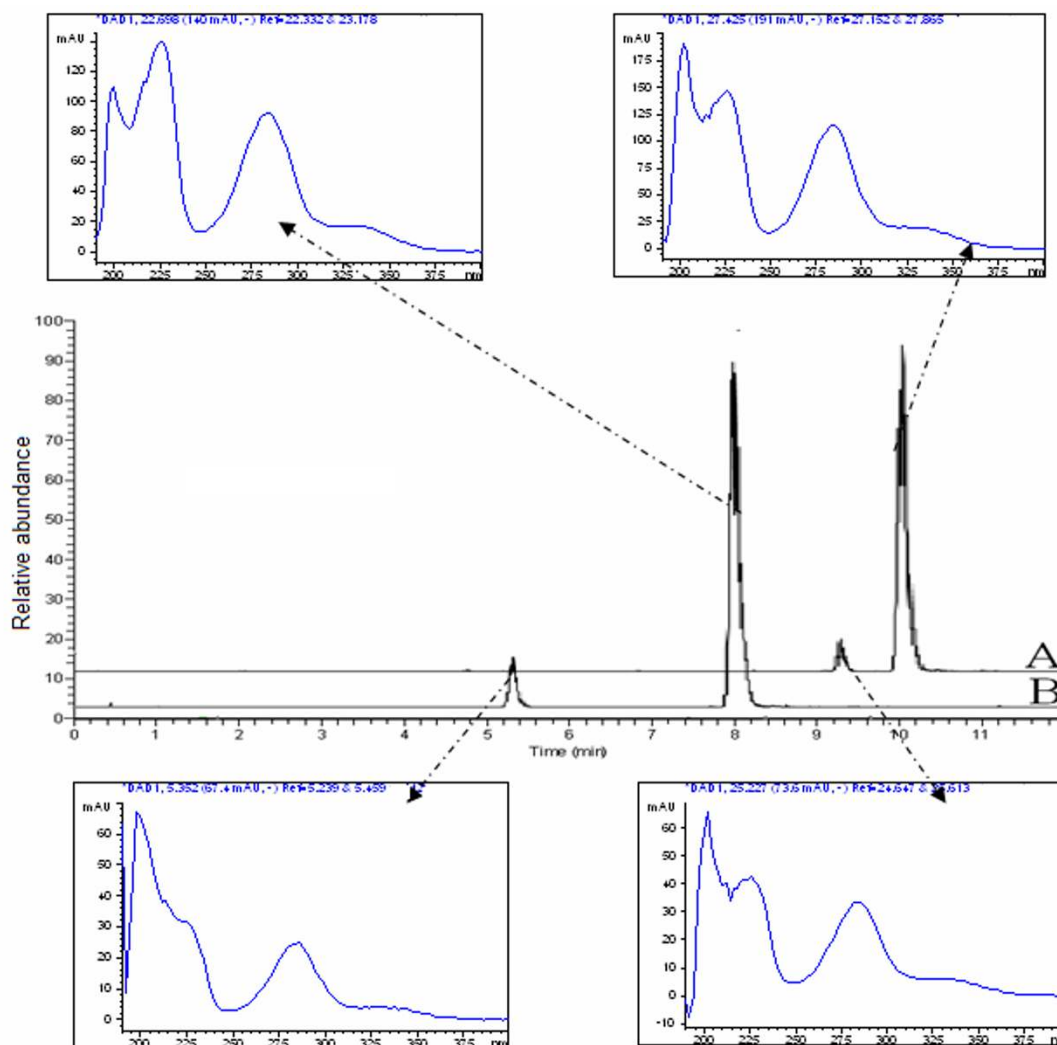 *DAD1, 22.698 (140 mAU, -) Ref=22.332 & 23.178
mAU
120
100
80
60
40
20
0
200 225 250 275 300 325 350 375 nm
*DAD1, 27.425 (191 mAU, -) Ref=27.152 & 27.865
mAU
175
150
125
100
75
50
25
0
200 225 250 275 300 325 350 375 nm
Relative abundance
100
90
80
70
60
50
40
30
20
10
0
A
B
0 1 2 3 4 5 6 7 8 9 10 11
Time (min)
*DAD1, 5.352 (67.4 mAU, -) Ref=5.239 & 5.459
mAU
60
50
40
30
20
10
0
200 225 250 275 300 325 350 375 nm
*DAD1, 25.227 (73.6 mAU, -) Ref=24.647 &
mAU
60
50
40
30
20
10
0
-10
200 225 250 275 300 325 350 375 nm